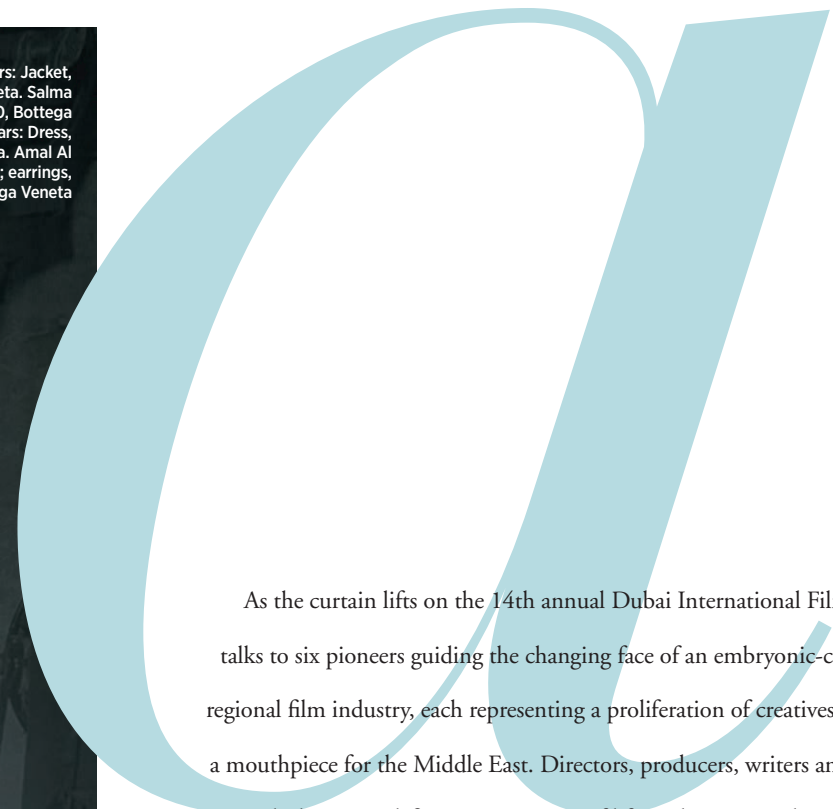 rs: Jacket,
eta. Salma
0, Bottega
ars: Dress,
a. Amal Al
; earrings,
ga Veneta
a
As the curtain lifts on the 14th annual Dubai International Fil
talks to six pioneers guiding the changing face of an embryonic-c
regional film industry, each representing a proliferation of creatives
a mouthpiece for the Middle East. Directors, producers, writers an